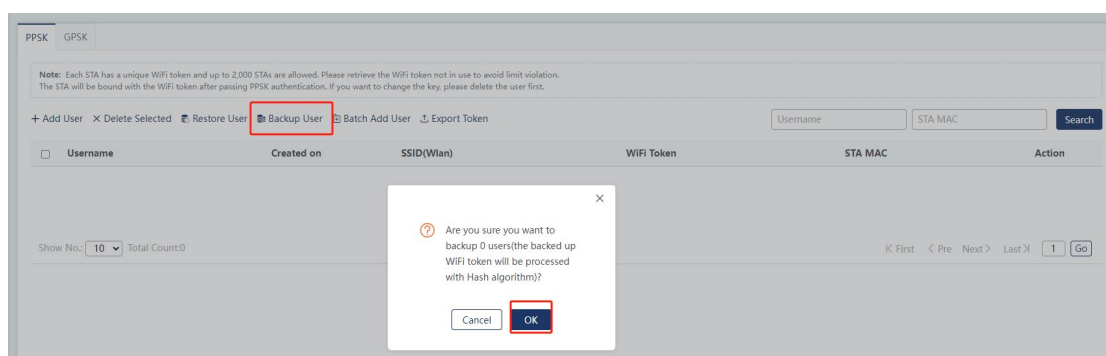 PPSK GPSK
Note: Each STA has a unique WiFi token and up to 2,000 STAs are allowed. Please retrieve the WiFi token not in use to avoid limit violation.
The STA will be bound with the WiFi token after passing PPSK authentication. If you want to change the key, please delete the user first.
Add User Delete Selected Restore User Backup User Batch Add User Export Token Username STA MAC Search
Username Created on SSID(Wlan) WiFi Token STA MAC Action
Are you sure you want to
backup 0 users(the backed up
WiFi token will be processed
with Hash algorithm)?
Show No.: 10 Total Count:0 First Pre Next Last 1 Go
Cancel OK